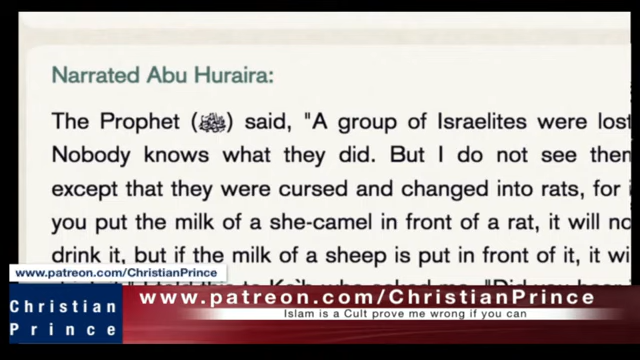 Narrated Abu Huraira:
The Prophet (ﷺ) said, "A group of Israelites were lost
Nobody knows what they did. But I do not see
except that they were cursed and changed into rats, for
you put the milk of a she-camel in front of a rat, it will
drink it, but if the milk of a sheep is put in front of it, it
www.patreon.com/ChristianPrince
Christian
Prince
www.patreon.com/ChristianPrince
Islam is a Cult prove me wrong if you can